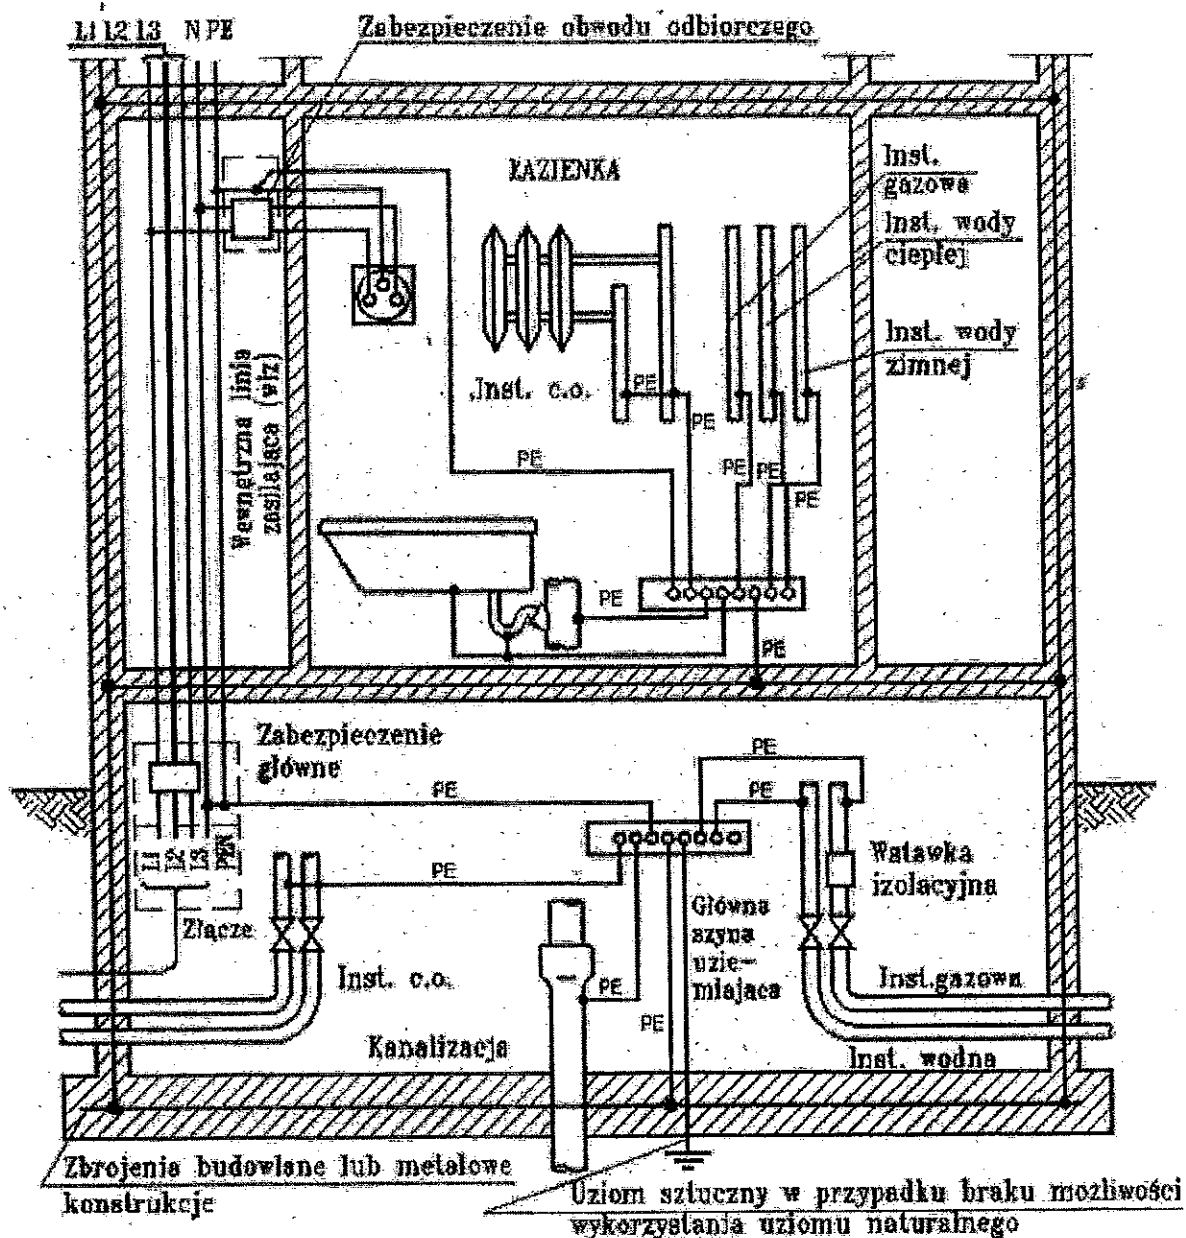 L1 L2 L3 N PE
Zabezpieczenie obwodu odbiorczego
ŁAZIENKA
Inst.
gazowa
Inst. wody
ciepłej
Inst. wody
zimnej
Inst. c.o.
PE
PE
PE
PE
PE
PE
Wewnętrzna linia
zasilająca (wlz)
PE
PE
Zabezpieczenie
główne
PE
PE
PE
L1
L2
L3
PEN
Złącze
PE
Wstawka
izolacyjna
Główna
szyna
uzie-
miająca
Inst. c.o.
PE
PE
Inst.gazowa
Kanalizacja
Inst. wodna
Zbrojenia budowlane lub metalowe
konstrukcje
Uziom sztuczny w przypadku braku możliwości
wykorzystania uziomu naturalnego